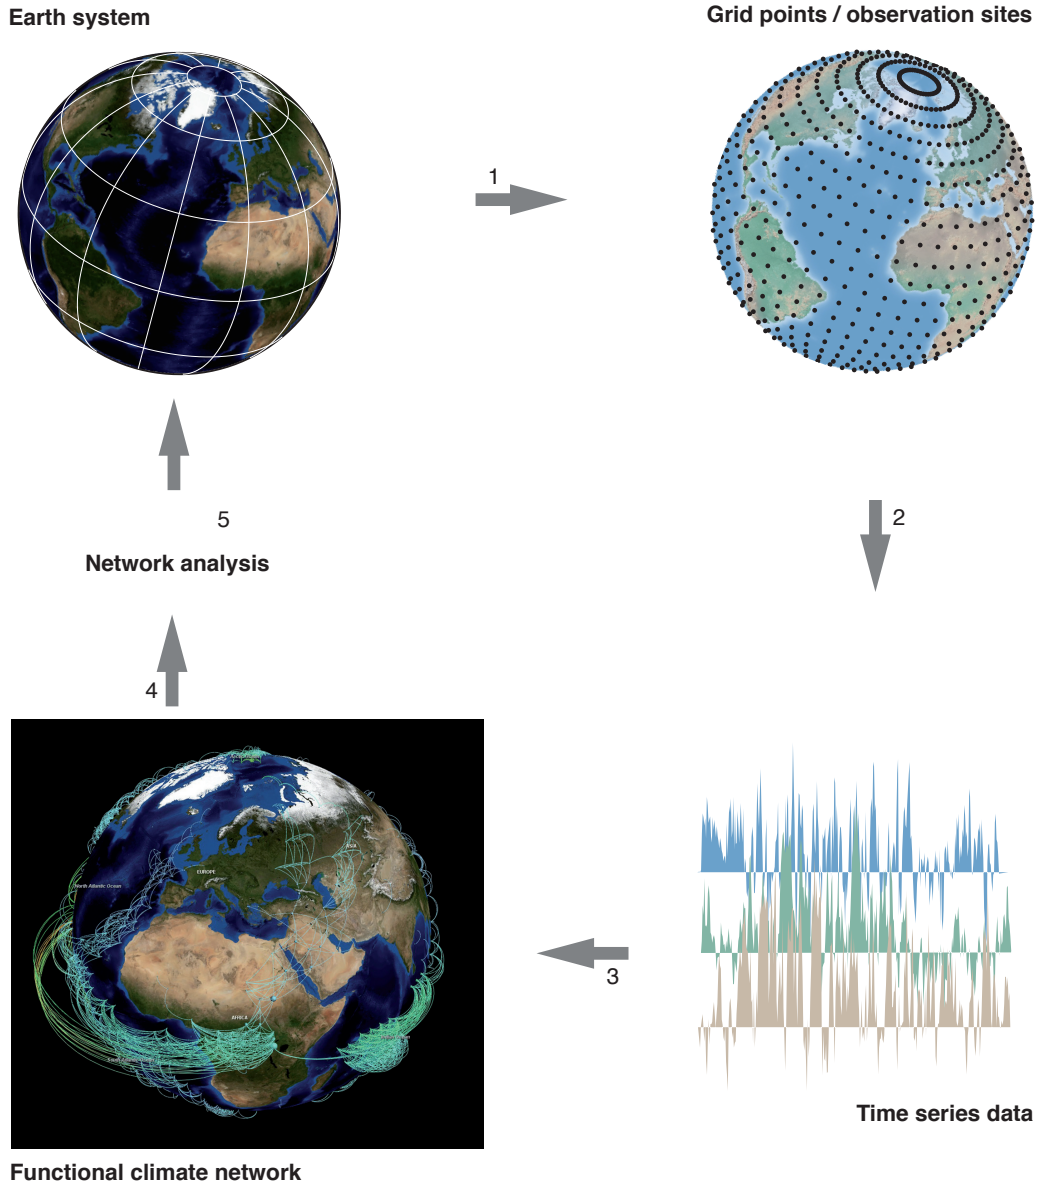 Earth system
Grid points / observation sites
1
2
5
Network analysis
4
North Atlantic Ocean
EUROPE
ASIA
AFRICA
3
Time series data
Functional climate network